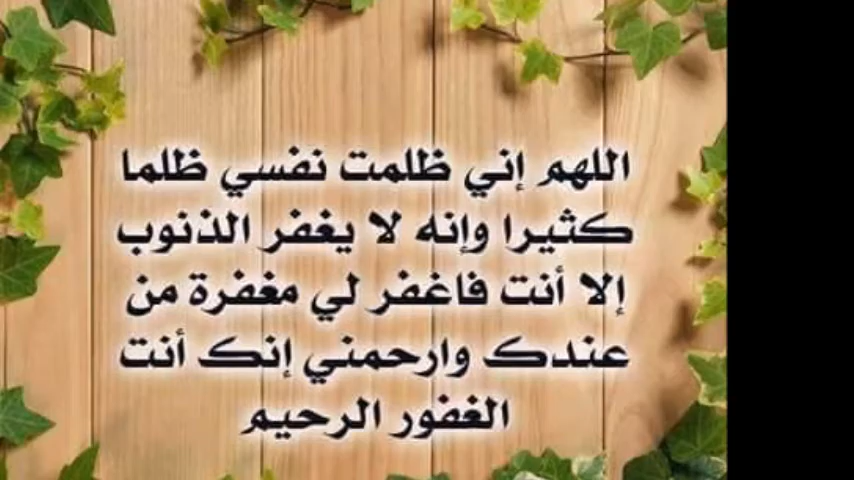 اللهم إني ظلمت نفسي ظلما
كثيرا وإنه لا يغفر الذنوب
إلا أنت فاغفر لي مغفرة من
عندك وارحمني إنك أنت
الغفور الرحيم